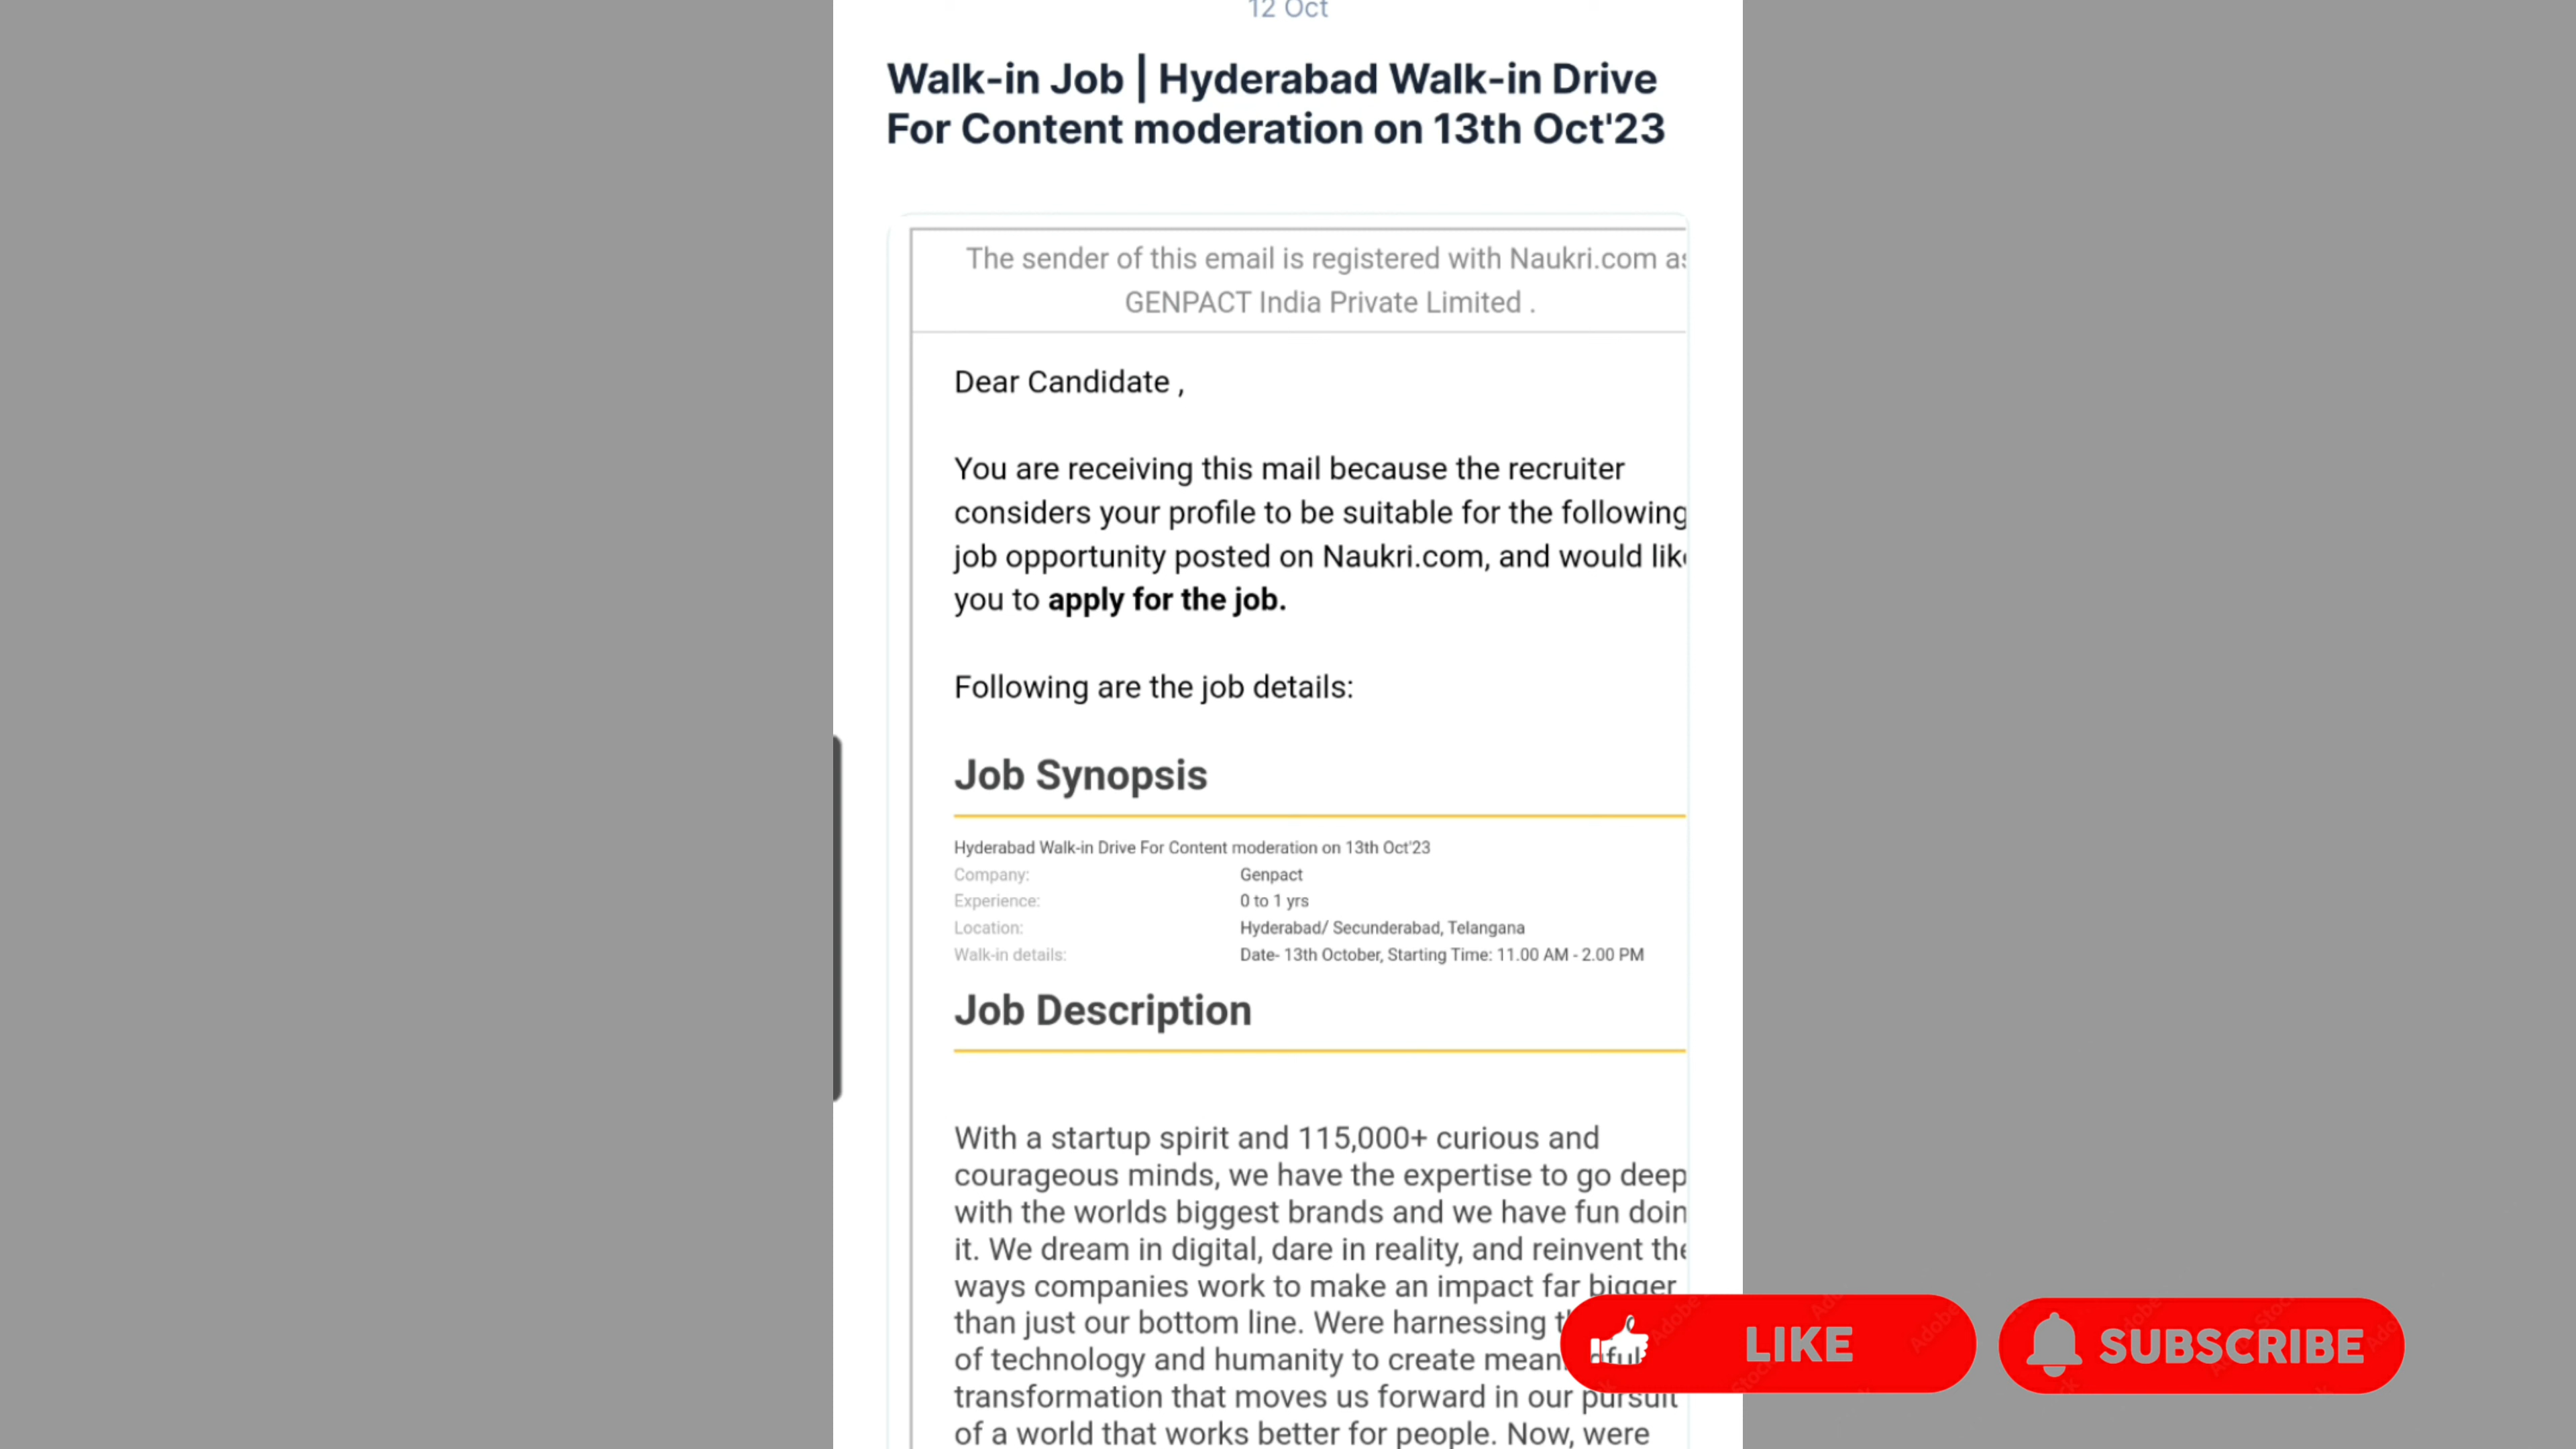 12 Oct
Walk-in Job | Hyderabad Walk-in Drive
For Content moderation on 13th Oct'23
The sender of this email is registered with Naukri.com as
GENPACT India Private Limited .
Dear Candidate ,
You are receiving this mail because the recruiter
considers your profile to be suitable for the following
job opportunity posted on Naukri.com, and would like
you to apply for the job.
Following are the job details:
Job Synopsis
Hyderabad Walk-in Drive For Content moderation on 13th Oct'23
Company: Genpact
Experience: 0 to 1 yrs
Location: Hyderabad/ Secunderabad, Telangana
Walk-in details: Date- 13th October, Starting Time: 11.00 AM - 2.00 PM
Job Description
With a startup spirit and 115,000+ curious and
courageous minds, we have the expertise to go deep
with the worlds biggest brands and we have fun doin
it. We dream in digital, dare in reality, and reinvent the
ways companies work to make an impact far bigger
than just our bottom line. Were harnessing
of technology and humanity to create
transformation that moves us forward in our pursuit
of a world that works better for people. Now, were
LIKE
SUBSCRIBE